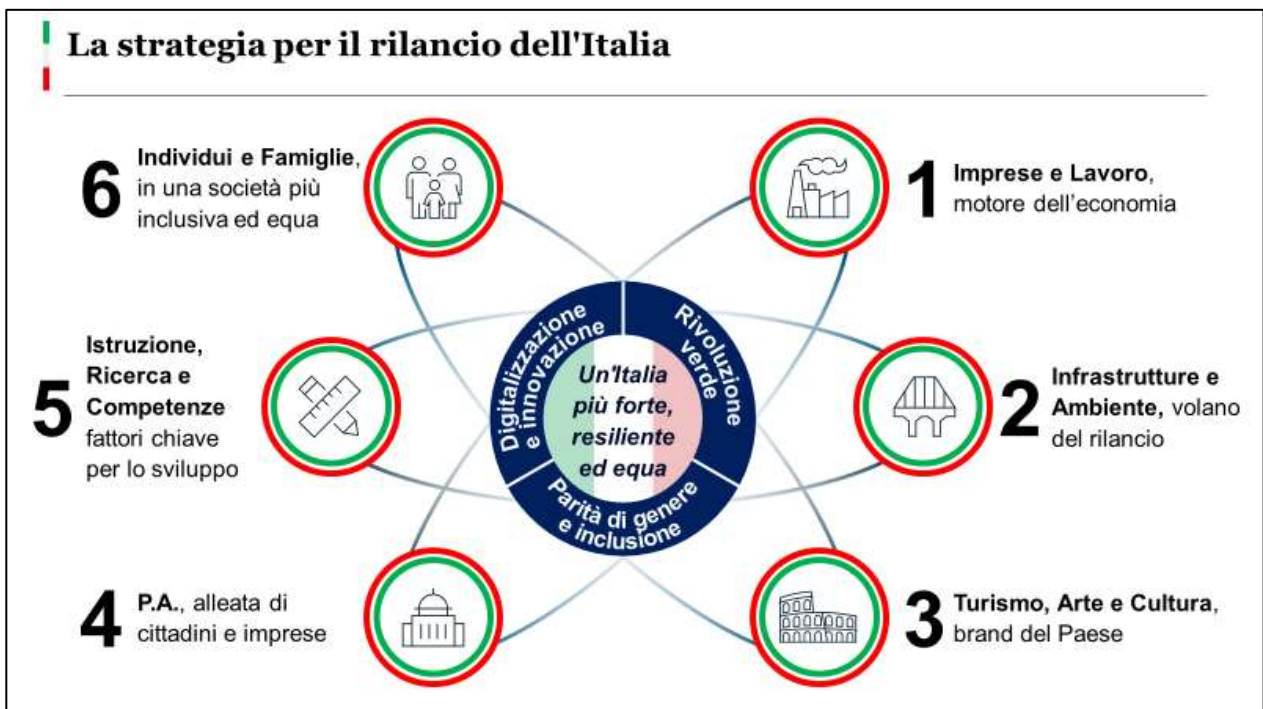 La strategia per il rilancio dell'Italia
6
Individui e Famiglie,
in una società più
inclusiva ed equa
1
Imprese e Lavoro,
motore dell'economia
5
Istruzione,
Ricerca e
Competenze
fattori chiave
per lo sviluppo
Digitalizzazione
e innovazione
Rivoluzione
verde
Un'Italia
più forte,
resiliente
ed equa
Parità di genere
e inclusione
2
Infrastrutture e
Ambiente, volano
del rilancio
4
P.A., alleata di
cittadini e imprese
3
Turismo, Arte e Cultura,
brand del Paese